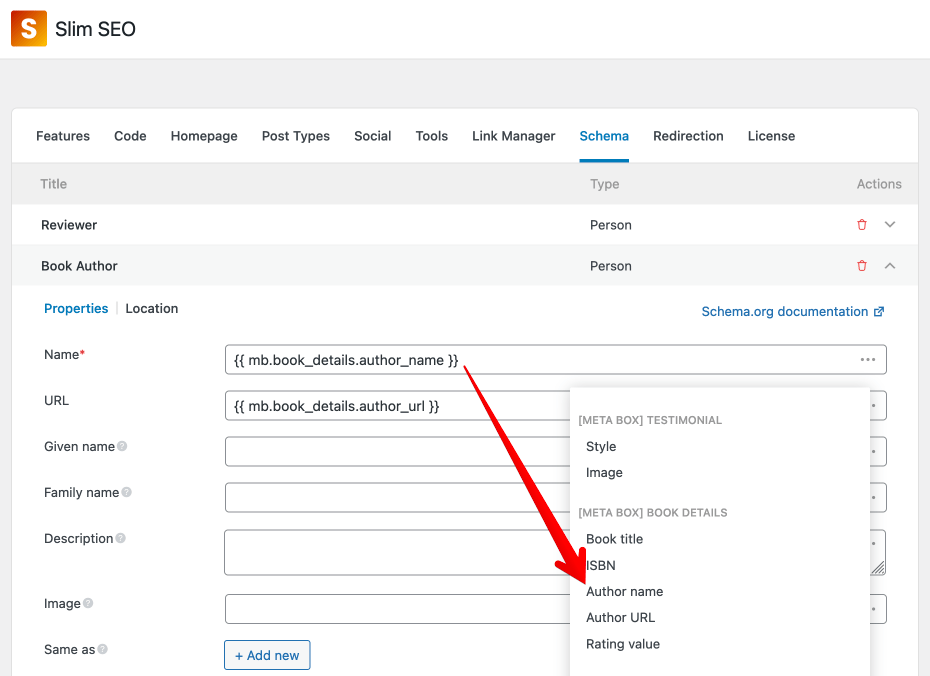 S Slim SEO
Features Code Homepage Post Types Social Tools Link Manager Schema Redirection License
Title Type Actions
Reviewer Person
Book Author Person
Properties Location
Schema.org documentation
Name*
{{ mb.book_details.author_name }}
URL
{{ mb.book_details.author_url }}
Given name
Family name
Description
Image
Same as
+ Add new
[META BOX] TESTIMONIAL
Style
Image
[META BOX] BOOK DETAILS
Book title
ISBN
Author name
Author URL
Rating value